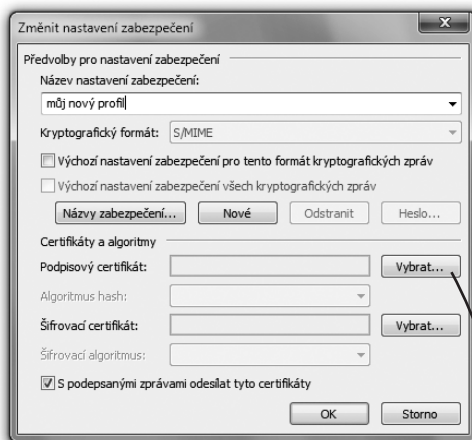 Změnit nastavení zabezpečení
Předvolby pro nastavení zabezpečení
Název nastavení zabezpečení:
můj nový profil
Kryptografický formát: S/MIME
Výchozí nastavení zabezpečení pro tento formát kryptografických zpráv
Výchozí nastavení zabezpečení všech kryptografických zpráv
Názvy zabezpečení... Nové Odstranit Heslo...
Certifikáty a algoritmy
Podpisový certifikát: Vybrat...
Algoritmus hash:
Šifrovací certifikát: Vybrat...
Šifrovací algoritmus:
S podepsanými zprávami odesílat tyto certifikáty
OK Storno